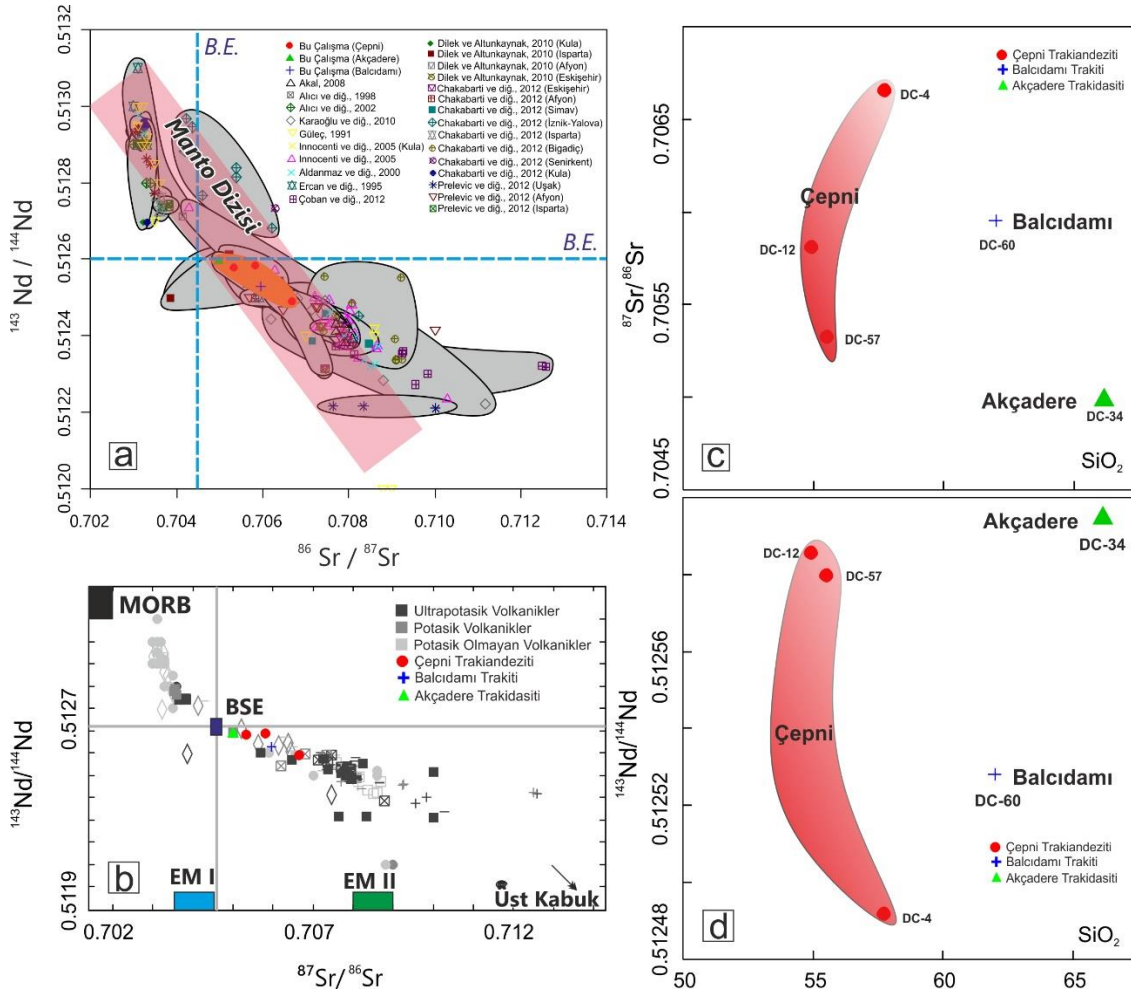 B.E.
Bu Çalışma (Çepni)
Bu Çalışma (Akçadere)
Bu Çalışma (Balcıdamı)
Akal, 2008
Alıcı ve diğ., 1998
Alıcı ve diğ., 2002
Karaoğlu ve diğ., 2010
Güleç, 1991
Innocenti ve diğ., 2005 (Kula)
Innocenti ve diğ., 2005
Aldanmaz ve diğ., 2000
Ercan ve diğ., 1995
Çoban ve diğ., 2012
Dilek ve Altunkaynak, 2010 (Kula)
Dilek ve Altunkaynak, 2010 (Isparta)
Dilek ve Altunkaynak, 2010 (Afyon)
Dilek ve Altunkaynak, 2010 (Eskişehir)
Chakabarti ve diğ., 2012 (Eskişehir)
Chakabarti ve diğ., 2012 (Afyon)
Chakabarti ve diğ., 2012 (Simav)
Chakabarti ve diğ., 2012 (İznik-Yalova)
Chakabarti ve diğ., 2012 (Isparta)
Chakabarti ve diğ., 2012 (Bigadiç)
Chakabarti ve diğ., 2012 (Senirkent)
Chakabarti ve diğ., 2012 (Kula)
Prelevic ve diğ., 2012 (Uşak)
Prelevic ve diğ., 2012 (Afyon)
Prelevic ve diğ., 2012 (Isparta)
Manto Dizisi
B.E.
0.5132
0.5130
0.5128
0.5126
0.5124
0.5122
0.5120
¹⁴³Nd / ¹⁴⁴Nd
a
0.702 0.704 0.706 0.708 0.710 0.712 0.714
⁸⁶Sr / ⁸⁷Sr
MORB
Ultrapotasik Volkanikler
Potasik Volkanikler
Potasik Olmayan Volkanikler
Çepni Trakiandeziti
Balcıdamı Trakiti
Akçadere Trakidasiti
BSE
0.51271
0.5119
¹⁴³Nd/¹⁴⁴Nd
b
EM I
EM II
Üst Kabuk
0.702 0.707 0.712
⁸⁷Sr/⁸⁶Sr
Çepni Trakiandeziti
Balcıdamı Trakiti
Akçadere Trakidasiti
DC-4
Çepni
Balcıdamı
DC-60
DC-12
DC-57
Akçadere
DC-34
0.7065
0.7055
0.7045
⁸⁷Sr/⁸⁶Sr
c
SiO₂
Akçadere
DC-34
DC-12
DC-57
Çepni
Balcıdamı
DC-60
Çepni Trakiandeziti
Balcıdamı Trakiti
Akçadere Trakidasiti
DC-4
0.51256
0.51252
0.51248
¹⁴³Nd/¹⁴⁴Nd
d
SiO₂
50 55 60 65